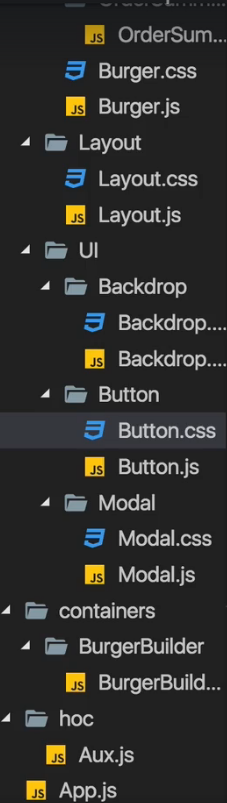 OrderSum...
Burger.css
Burger.js
Layout
Layout.css
Layout.js
UI
Backdrop
Backdrop....
Backdrop....
Button
Button.css
Button.js
Modal
Modal.css
Modal.js
containers
BurgerBuilder
BurgerBuild...
hoc
Aux.js
App.js